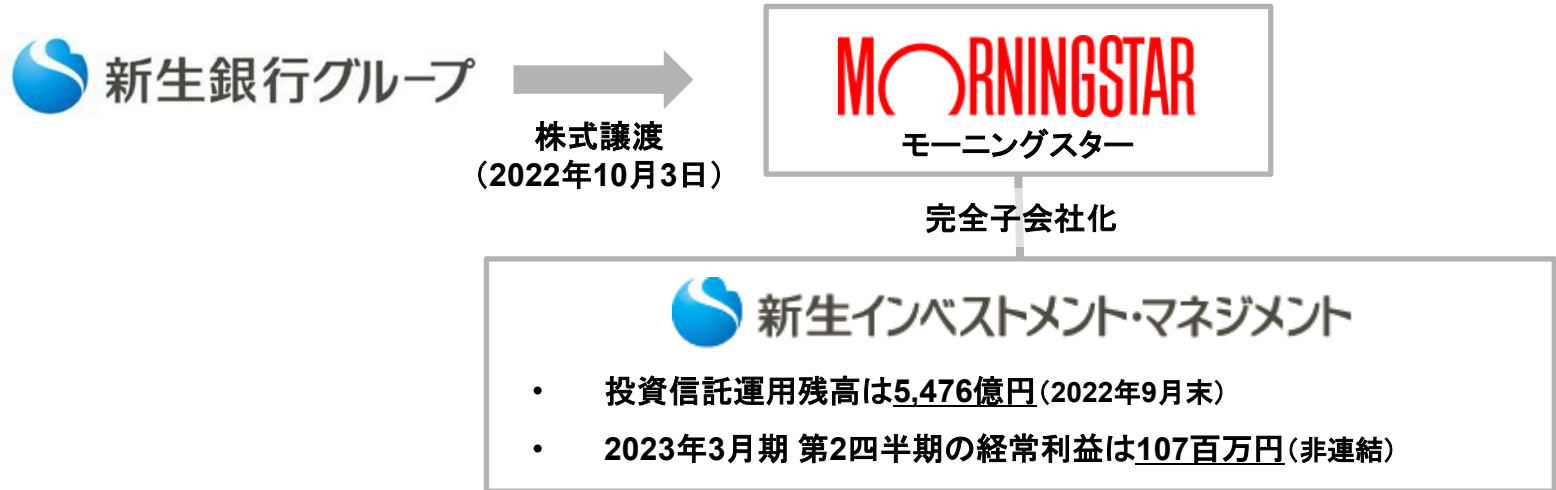 新生銀行グループ
株式譲渡
（2022年10月3日）
MORNINGSTAR
モーニングスター
完全子会社化
新生インベストメント・マネジメント
・ 投資信託運用残高は5,476億円（2022年9月末）
・ 2023年3月期 第2四半期の経常利益は107百万円（非連結）